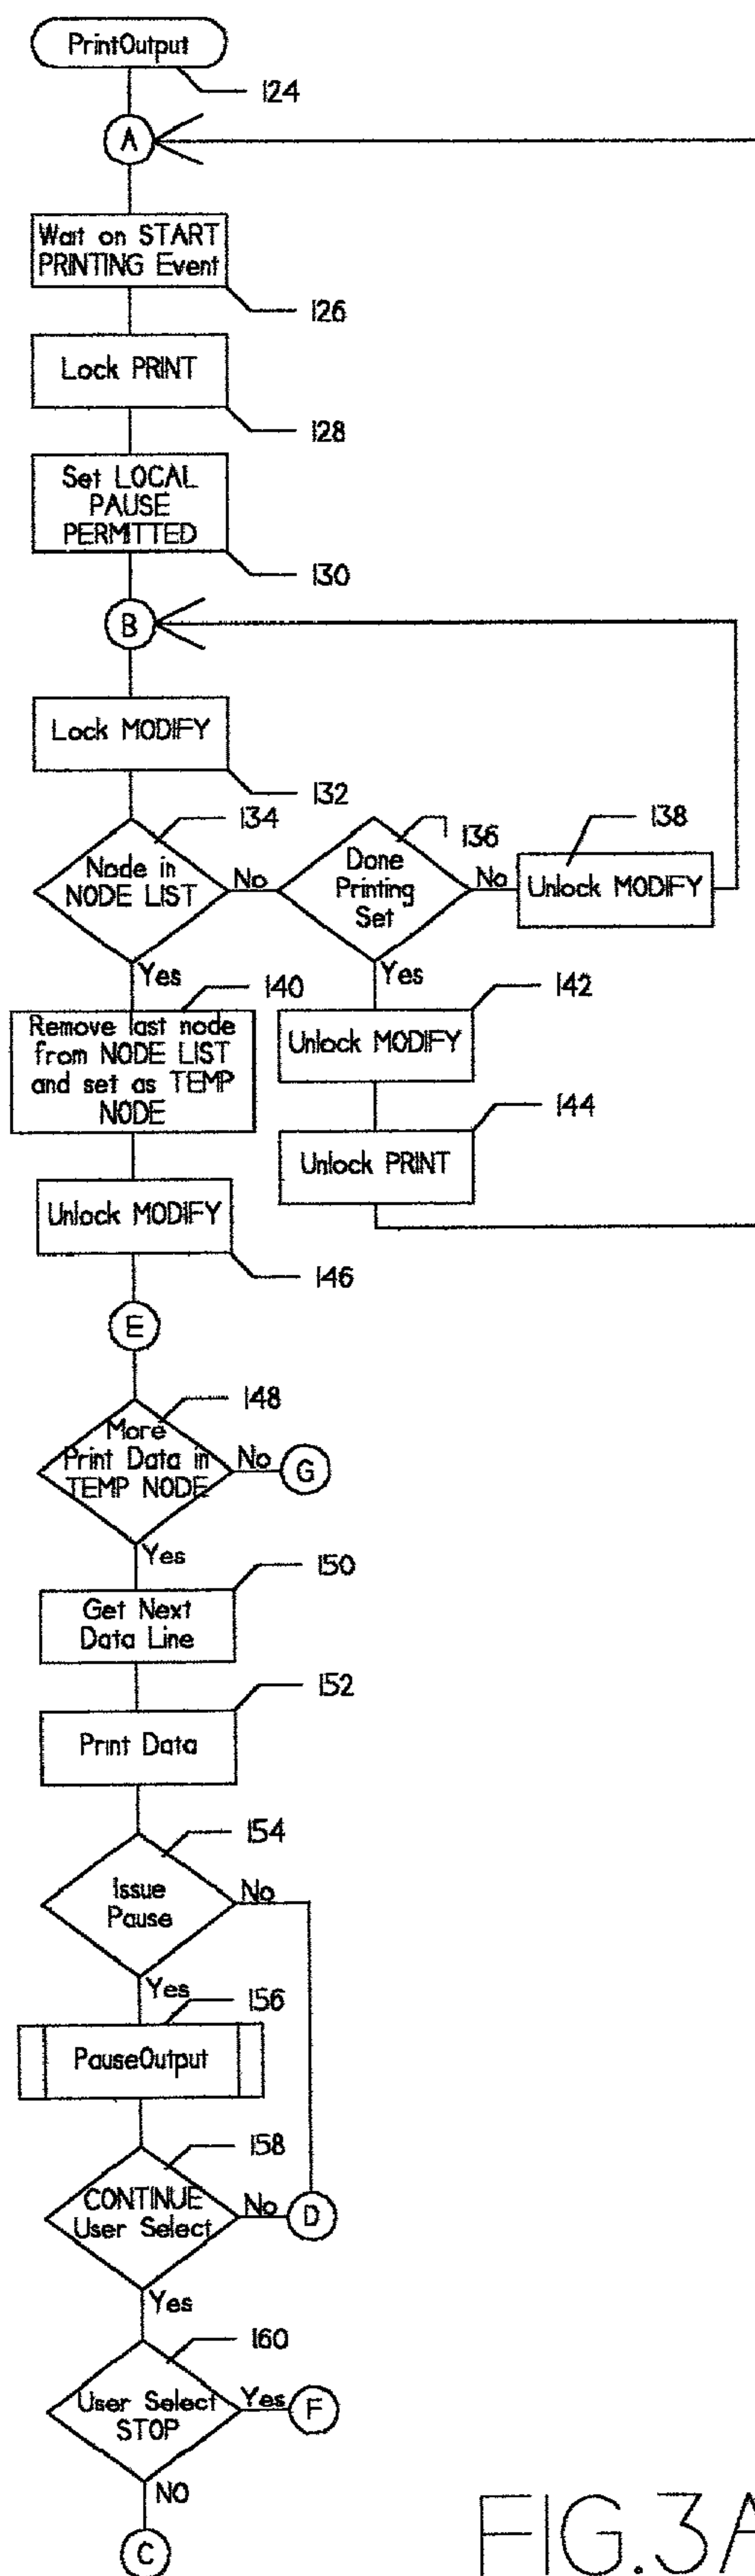 PrintOutput
124
A
Wait on START
PRINTING Event
126
Lock PRINT
128
Set LOCAL
PAUSE
PERMITTED
130
B
Lock MODIFY
132
134
Node in
NODE LIST
No
136
Done
Printing
Set
No
138
Unlock MODIFY
Yes
Yes
140
Remove last node
from NODE LIST
and set as TEMP
NODE
142
Unlock MODIFY
144
Unlock PRINT
Unlock MODIFY
146
E
148
More
Print Data in
TEMP NODE
No
G
Yes
150
Get Next
Data Line
152
Print Data
154
Issue
Pause
No
Yes
156
PauseOutput
158
CONTINUE
User Select
No
D
Yes
160
User Select
STOP
Yes
F
NO
C
FIG.3A